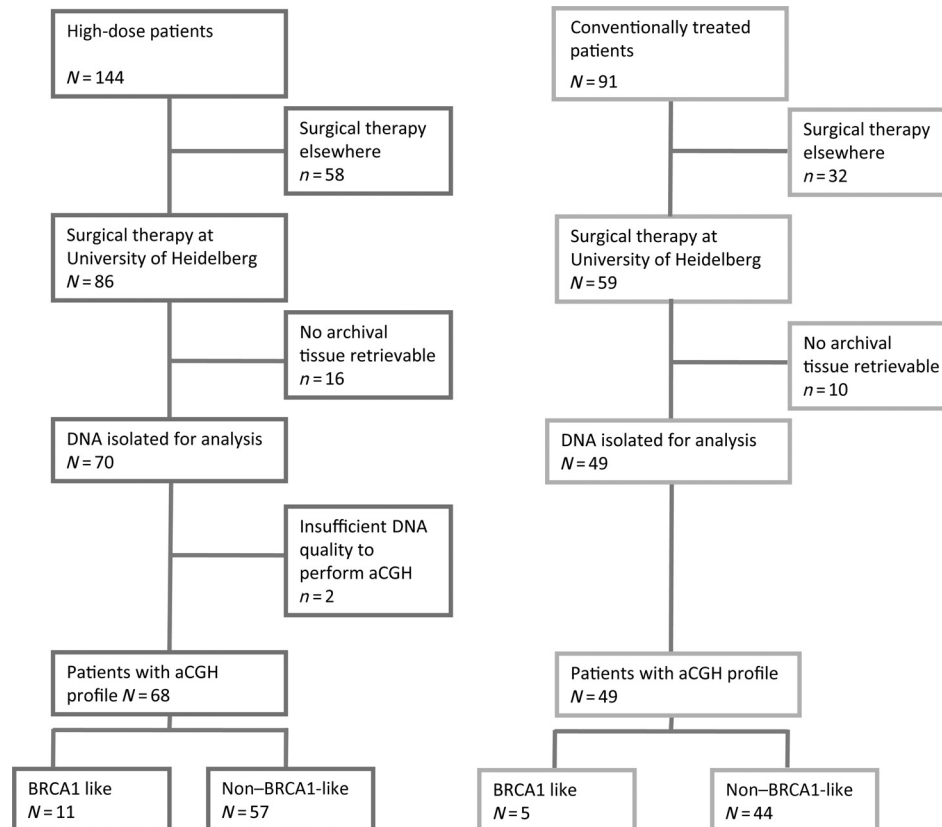 High-dose patients
N = 144
Surgical therapy
elsewhere
n = 58
Surgical therapy at
University of Heidelberg
N = 86
No archival
tissue retrievable
n = 16
DNA isolated for analysis
N = 70
Insufficient DNA
quality to
perform aCGH
n = 2
Patients with aCGH
profile N = 68
BRCA1 like
N = 11
Non–BRCA1-like
N = 57
Conventionally treated
patients
N = 91
Surgical therapy
elsewhere
n = 32
Surgical therapy at
University of Heidelberg
N = 59
No archival
tissue retrievable
n = 10
DNA isolated for analysis
N = 49
Patients with aCGH profile
N = 49
BRCA1 like
N = 5
Non–BRCA1-like
N = 44